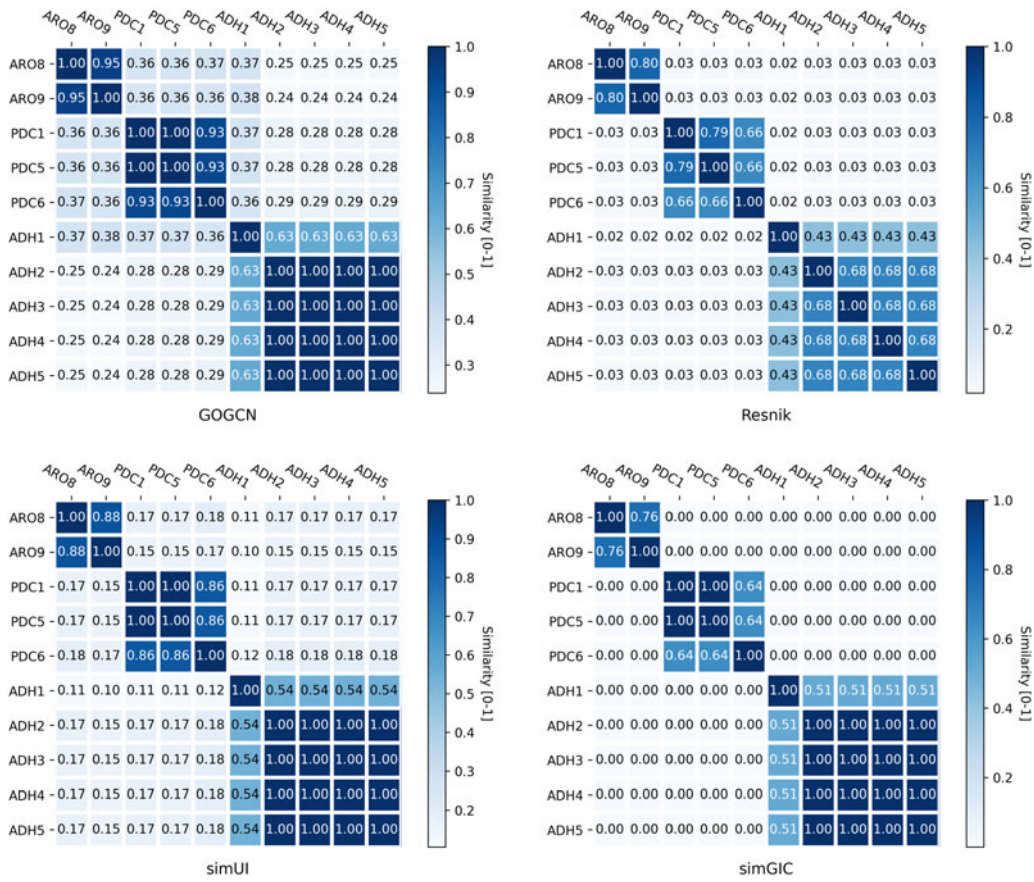 ARO8 ARO9 PDC1 PDC5 PDC6 ADH1 ADH2 ADH3 ADH4 ADH5
ARO8 1.00 0.95 0.36 0.36 0.37 0.37 0.25 0.25 0.25 0.25
ARO9 0.95 1.00 0.36 0.36 0.36 0.38 0.24 0.24 0.24 0.24
PDC1 0.36 0.36 1.00 1.00 0.93 0.37 0.28 0.28 0.28 0.28
PDC5 0.36 0.36 1.00 1.00 0.93 0.37 0.28 0.28 0.28 0.28
PDC6 0.37 0.36 0.93 0.93 1.00 0.36 0.29 0.29 0.29 0.29
ADH1 0.37 0.38 0.37 0.37 0.36 1.00 0.63 0.63 0.63 0.63
ADH2 0.25 0.24 0.28 0.28 0.29 0.63 1.00 1.00 1.00 1.00
ADH3 0.25 0.24 0.28 0.28 0.29 0.63 1.00 1.00 1.00 1.00
ADH4 0.25 0.24 0.28 0.28 0.29 0.63 1.00 1.00 1.00 1.00
ADH5 0.25 0.24 0.28 0.28 0.29 0.63 1.00 1.00 1.00 1.00
1.0
0.9
0.8
0.7
0.6
0.5
0.4
0.3
Similarity [0-1]
GOGCN
ARO8 ARO9 PDC1 PDC5 PDC6 ADH1 ADH2 ADH3 ADH4 ADH5
ARO8 1.00 0.80 0.03 0.03 0.03 0.02 0.03 0.03 0.03 0.03
ARO9 0.80 1.00 0.03 0.03 0.03 0.02 0.03 0.03 0.03 0.03
PDC1 0.03 0.03 1.00 0.79 0.66 0.02 0.03 0.03 0.03 0.03
PDC5 0.03 0.03 0.79 1.00 0.66 0.02 0.03 0.03 0.03 0.03
PDC6 0.03 0.03 0.66 0.66 1.00 0.02 0.03 0.03 0.03 0.03
ADH1 0.02 0.02 0.02 0.02 0.02 1.00 0.43 0.43 0.43 0.43
ADH2 0.03 0.03 0.03 0.03 0.03 0.43 1.00 0.68 0.68 0.68
ADH3 0.03 0.03 0.03 0.03 0.03 0.43 0.68 1.00 0.68 0.68
ADH4 0.03 0.03 0.03 0.03 0.03 0.43 0.68 0.68 1.00 0.68
ADH5 0.03 0.03 0.03 0.03 0.03 0.43 0.68 0.68 0.68 1.00
1.0
0.8
0.6
0.4
0.2
Similarity [0-1]
Resnik
ARO8 ARO9 PDC1 PDC5 PDC6 ADH1 ADH2 ADH3 ADH4 ADH5
ARO8 1.00 0.88 0.17 0.17 0.18 0.11 0.17 0.17 0.17 0.17
ARO9 0.88 1.00 0.15 0.15 0.17 0.10 0.15 0.15 0.15 0.15
PDC1 0.17 0.15 1.00 1.00 0.86 0.11 0.17 0.17 0.17 0.17
PDC5 0.17 0.15 1.00 1.00 0.86 0.11 0.17 0.17 0.17 0.17
PDC6 0.18 0.17 0.86 0.86 1.00 0.12 0.18 0.18 0.18 0.18
ADH1 0.11 0.10 0.11 0.11 0.12 1.00 0.54 0.54 0.54 0.54
ADH2 0.17 0.15 0.17 0.17 0.18 0.54 1.00 1.00 1.00 1.00
ADH3 0.17 0.15 0.17 0.17 0.18 0.54 1.00 1.00 1.00 1.00
ADH4 0.17 0.15 0.17 0.17 0.18 0.54 1.00 1.00 1.00 1.00
ADH5 0.17 0.15 0.17 0.17 0.18 0.54 1.00 1.00 1.00 1.00
1.0
0.9
0.8
0.7
0.6
0.5
0.4
0.3
0.2
Similarity [0-1]
simUI
ARO8 ARO9 PDC1 PDC5 PDC6 ADH1 ADH2 ADH3 ADH4 ADH5
ARO8 1.00 0.76 0.00 0.00 0.00 0.00 0.00 0.00 0.00 0.00
ARO9 0.76 1.00 0.00 0.00 0.00 0.00 0.00 0.00 0.00 0.00
PDC1 0.00 0.00 1.00 1.00 0.64 0.00 0.00 0.00 0.00 0.00
PDC5 0.00 0.00 1.00 1.00 0.64 0.00 0.00 0.00 0.00 0.00
PDC6 0.00 0.00 0.64 0.64 1.00 0.00 0.00 0.00 0.00 0.00
ADH1 0.00 0.00 0.00 0.00 0.00 1.00 0.51 0.51 0.51 0.51
ADH2 0.00 0.00 0.00 0.00 0.00 0.51 1.00 1.00 1.00 1.00
ADH3 0.00 0.00 0.00 0.00 0.00 0.51 1.00 1.00 1.00 1.00
ADH4 0.00 0.00 0.00 0.00 0.00 0.51 1.00 1.00 1.00 1.00
ADH5 0.00 0.00 0.00 0.00 0.00 0.51 1.00 1.00 1.00 1.00
1.0
0.8
0.6
0.4
0.2
Similarity [0-1]
simGIC